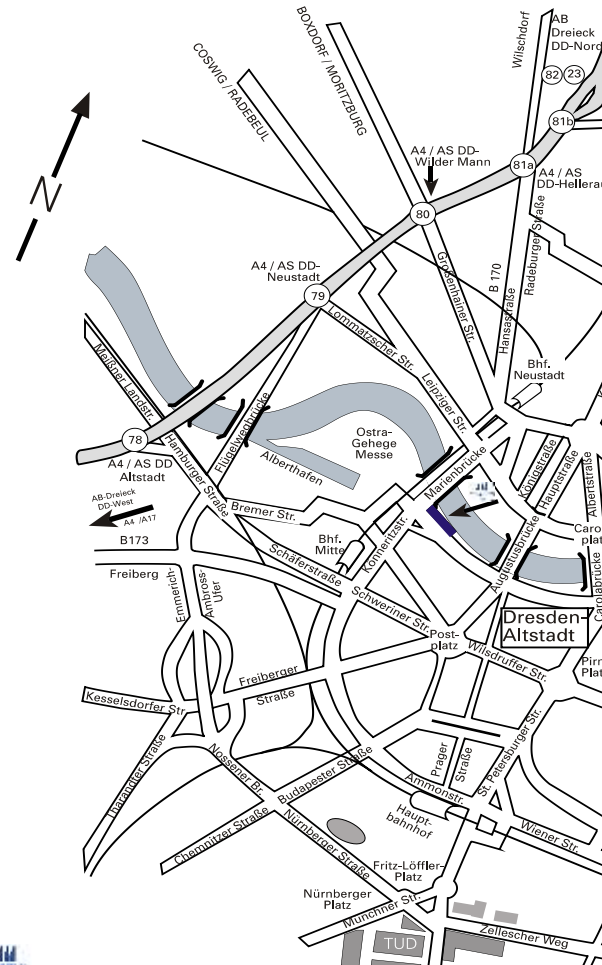 Wilschdorf
AB
Dreieck
DD-Nord
82
23
81b
BOXDORF / MORITZBURG
COSWIG / RADEBEUL
A4 / AS DD-
Wilder Mann
81a
A4 / AS
DD-Hellerau
80
N
B 170
Hansastraße
Radeburger Straße
Großenhainer Str.
A4 / AS DD-
Neustadt
79
Lommatzscher Str.
Leipziger Str.
Bhf.
Neustadt
Meißner Landstr.
78
A4 / AS DD
Altstadt
Hamburger Straße
Flügelwegbrücke
Alberthafen
Ostra-
Gehege
Messe
Marienbrücke
Königstraße
Hauptstraße
Albertstraße
AB-Dreieck
DD-West
A4 /A17
B173
Freiberg
Bremer Str.
Bhf.
Mitte
Könneritzstr.
Augustusbrücke
Carola
platz
Carolabrücke
Schäferstraße
Schweriner Str.
Emmerich-
Ambross-
Ufer
Dresden-
Altstadt
Post-
platz
Wilsdruffer Str.
Pirn
Plat
Kesselsdorfer Str.
Freiberger
Straße
Tharandter Straße
Nossener Br.
Budapester Straße
Prager
Straße
St. Petersburger Str.
Ammonstr.
Haupt-
bahnhof
Wiener Str.
Chemnitzer Straße
Nürnberger Straße
Fritz-Löffler-
Platz
Nürnberger
Platz
Münchner Str.
Zellescher Weg
TUD